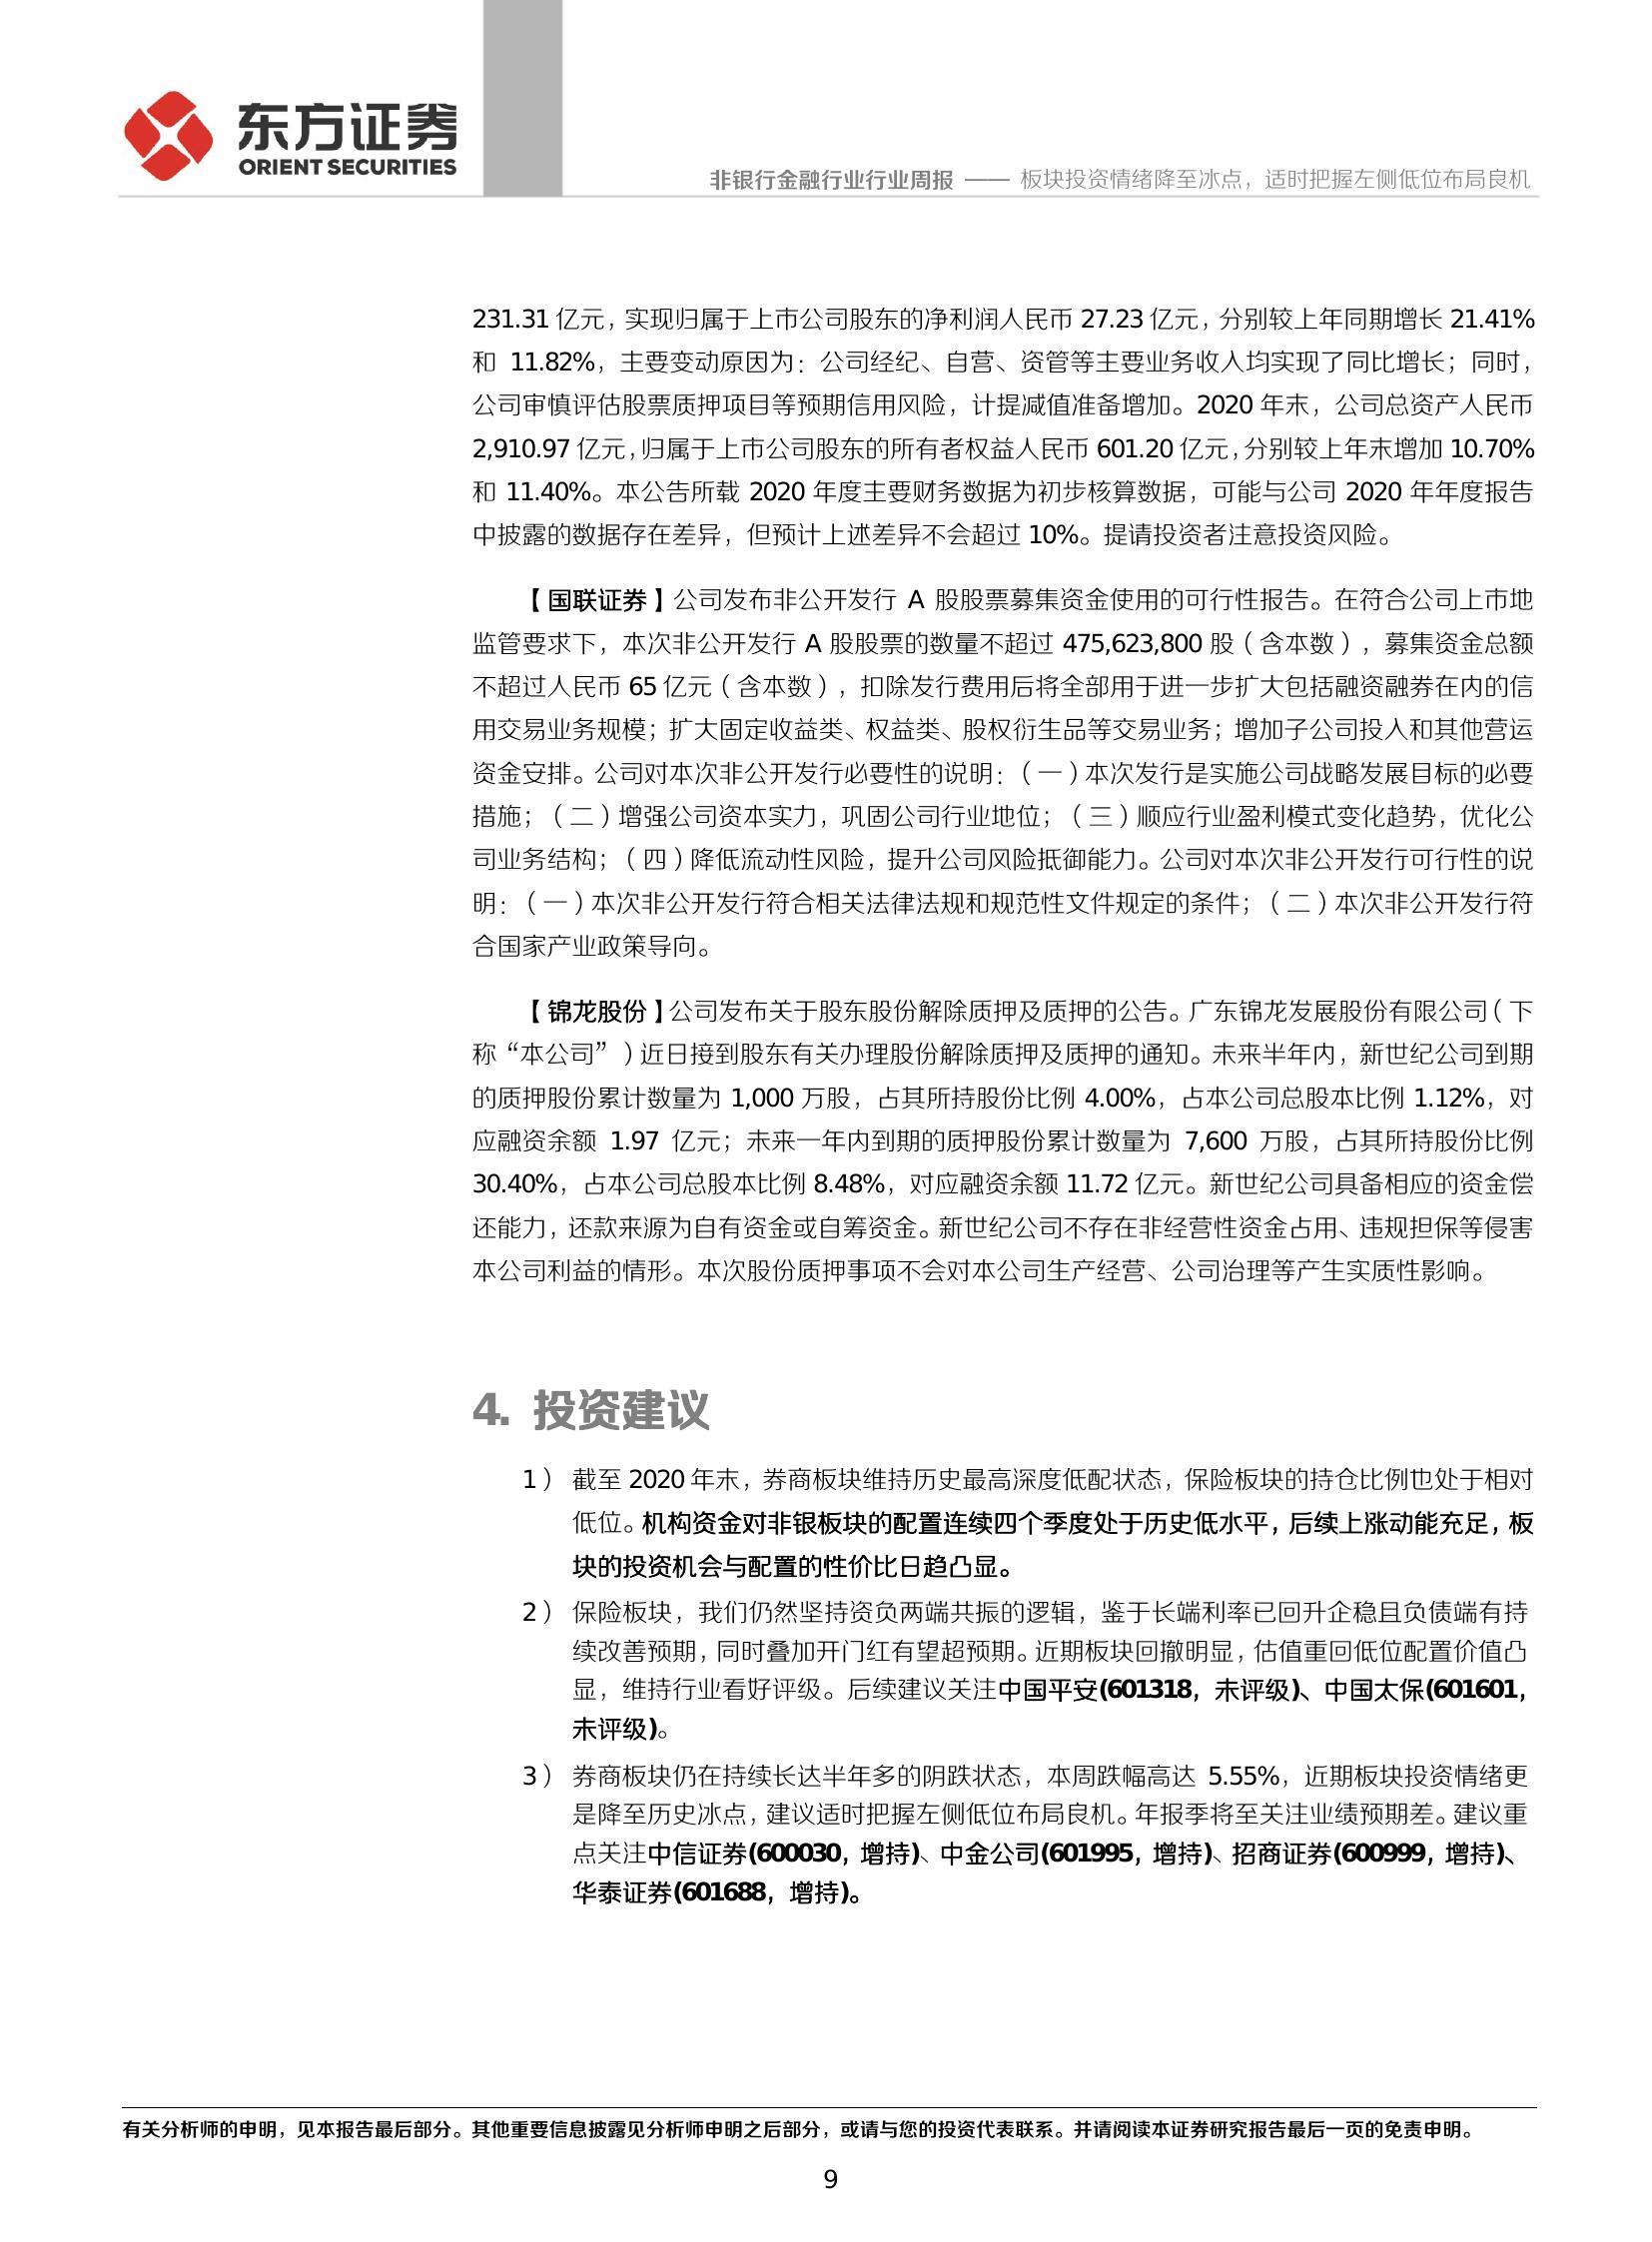 东方证券
ORIENT SECURITIES
非银行金融行业行业周报 —— 板块投资情绪降至冰点，适时把握左侧低位布局良机
231.31 亿元，实现归属于上市公司股东的净利润人民币 27.23 亿元，分别较上年同期增长 21.41%
和 11.82%，主要变动原因为：公司经纪、自营、资管等主要业务收入均实现了同比增长；同时，
公司审慎评估股票质押项目等预期信用风险，计提减值准备增加。2020 年末，公司总资产人民币
2,910.97 亿元，归属于上市公司股东的所有者权益人民币 601.20 亿元，分别较上年末增加 10.70%
和 11.40%。本公告所载 2020 年度主要财务数据为初步核算数据，可能与公司 2020 年年度报告
中披露的数据存在差异，但预计上述差异不会超过 10%。提请投资者注意投资风险。
【国联证券】公司发布非公开发行 A 股股票募集资金使用的可行性报告。在符合公司上市地
监管要求下，本次非公开发行 A 股股票的数量不超过 475,623,800 股（含本数），募集资金总额
不超过人民币 65 亿元（含本数），扣除发行费用后将全部用于进一步扩大包括融资融券在内的信
用交易业务规模；扩大固定收益类、权益类、股权衍生品等交易业务；增加子公司投入和其他营运
资金安排。公司对本次非公开发行必要性的说明：（一）本次发行是实施公司战略发展目标的必要
措施；（二）增强公司资本实力，巩固公司行业地位；（三）顺应行业盈利模式变化趋势，优化公
司业务结构；（四）降低流动性风险，提升公司风险抵御能力。公司对本次非公开发行可行性的说
明：（一）本次非公开发行符合相关法律法规和规范性文件规定的条件；（二）本次非公开发行符
合国家产业政策导向。
【锦龙股份】公司发布关于股东股份解除质押及质押的公告。广东锦龙发展股份有限公司（下
称“本公司”）近日接到股东有关办理股份解除质押及质押的通知。未来半年内，新世纪公司到期
的质押股份累计数量为 1,000 万股，占其所持股份比例 4.00%，占本公司总股本比例 1.12%，对
应融资余额 1.97 亿元；未来一年内到期的质押股份累计数量为 7,600 万股，占其所持股份比例
30.40%，占本公司总股本比例 8.48%，对应融资余额 11.72 亿元。新世纪公司具备相应的资金偿
还能力，还款来源为自有资金或自筹资金。新世纪公司不存在非经营性资金占用、违规担保等侵害
本公司利益的情形。本次股份质押事项不会对本公司生产经营、公司治理等产生实质性影响。
4. 投资建议
1） 截至 2020 年末，券商板块维持历史最高深度低配状态，保险板块的持仓比例也处于相对
低位。机构资金对非银板块的配置连续四个季度处于历史低水平，后续上涨动能充足，板
块的投资机会与配置的性价比日趋凸显。
2） 保险板块，我们仍然坚持资负两端共振的逻辑，鉴于长端利率已回升企稳且负债端有持
续改善预期，同时叠加开门红有望超预期。近期板块回撤明显，估值重回低位配置价值凸
显，维持行业看好评级。后续建议关注中国平安(601318，未评级)、中国太保(601601，
未评级)。
3） 券商板块仍在持续长达半年多的阴跌状态，本周跌幅高达 5.55%，近期板块投资情绪更
是降至历史冰点，建议适时把握左侧低位布局良机。年报季将至关注业绩预期差。建议重
点关注中信证券(600030，增持)、中金公司(601995，增持)、招商证券(600999，增持)、
华泰证券(601688，增持)。
有关分析师的申明，见本报告最后部分。其他重要信息披露见分析师申明之后部分，或请与您的投资代表联系。并请阅读本证券研究报告最后一页的免责申明。
9